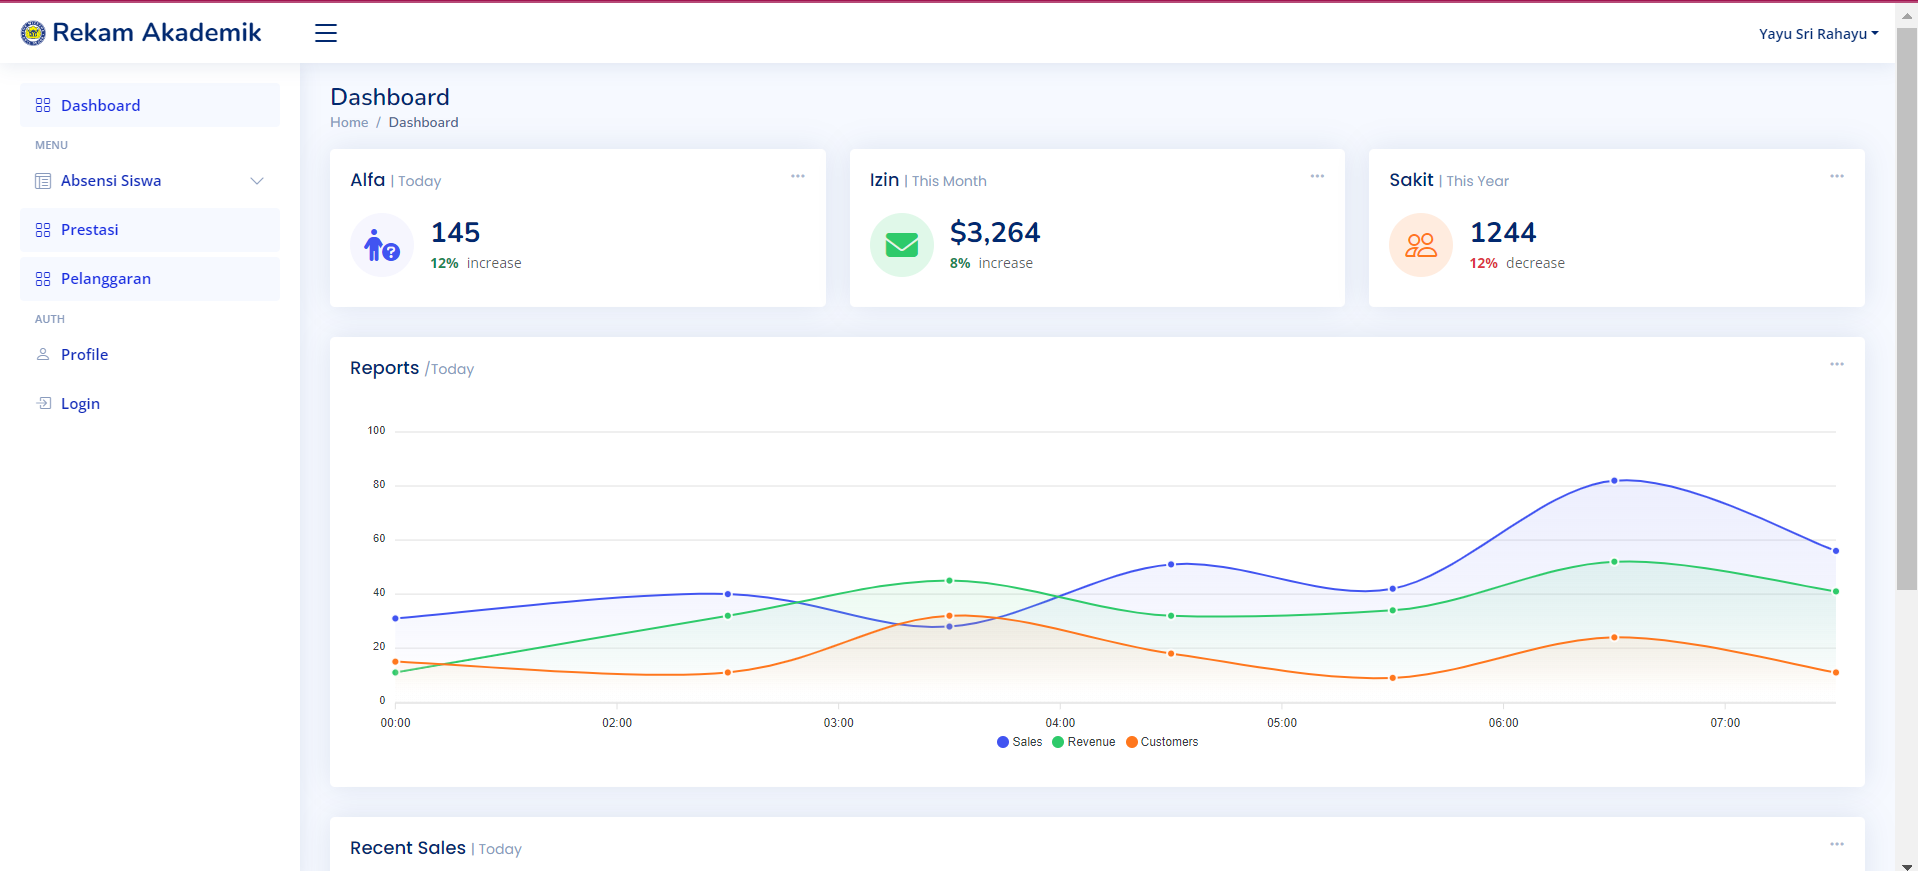 Rekam Akademik
Yayu Sri Rahayu
Dashboard
MENU
Absensi Siswa
Prestasi
Pelanggaran
AUTH
Profile
Login
Dashboard
Home / Dashboard
Alfa | Today
145
12% increase
Izin | This Month
$3,264
8% increase
Sakit | This Year
1244
12% decrease
Reports /Today
100
80
60
40
20
0
00:00 02:00 03:00 04:00 05:00 06:00 07:00
Sales Revenue Customers
Recent Sales | Today